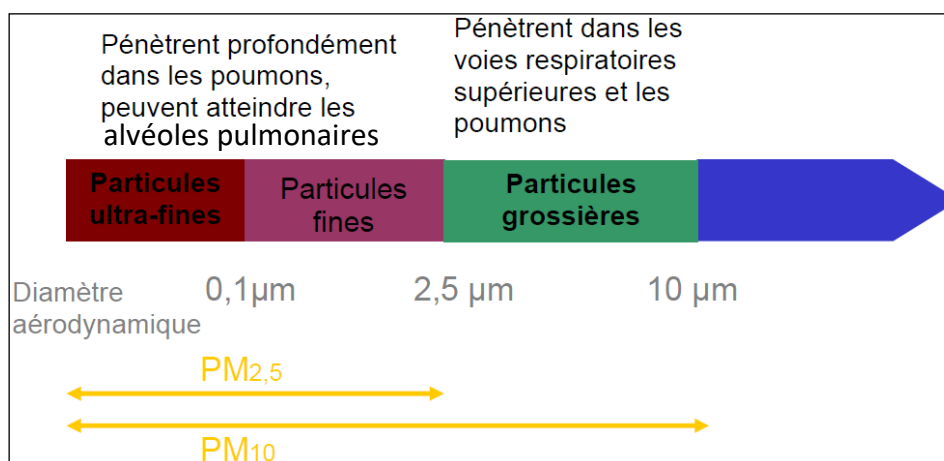 Pénètrent profondément
dans les poumons,
peuvent atteindre les
alvéoles pulmonaires
Pénètrent dans les
voies respiratoires
supérieures et les
poumons
Particules
ultra-fines
Particules
fines
Particules
grossières
Diamètre
aérodynamique
0,1µm
2,5 µm
10 µm
PM2,5
PM10